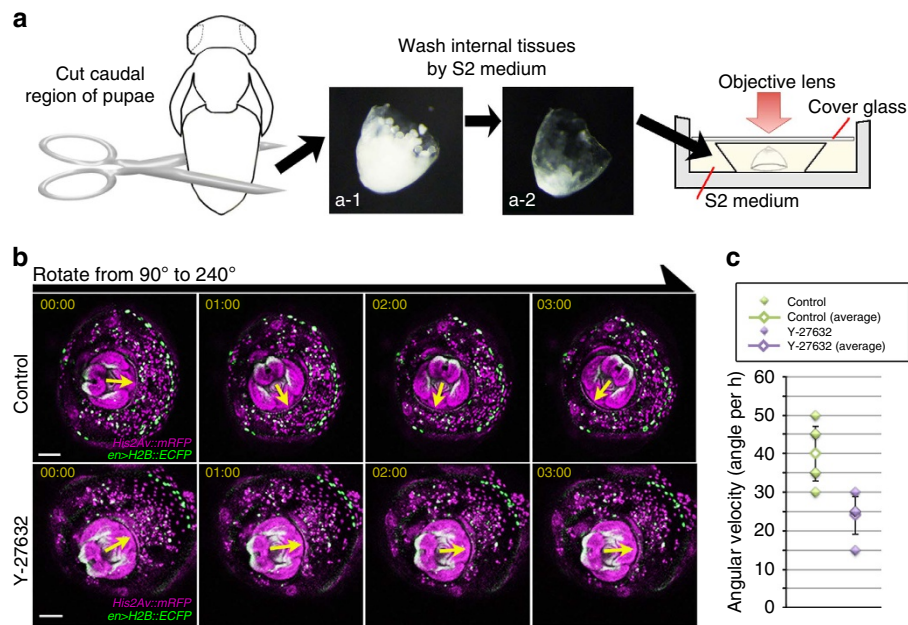 a
Cut caudal
region of pupae
Wash internal tissues
by S2 medium
a-1
a-2
Objective lens
Cover glass
S2 medium
b
Rotate from 90° to 240°
Control
00:00
01:00
02:00
03:00
His2Av::mRFP
en>H2B::ECFP
Y-27632
00:00
01:00
02:00
03:00
His2Av::mRFP
en>H2B::ECFP
c
Control
Control (average)
Y-27632
Y-27632 (average)
Angular velocity (angle per h)
60
50
40
30
20
10
0